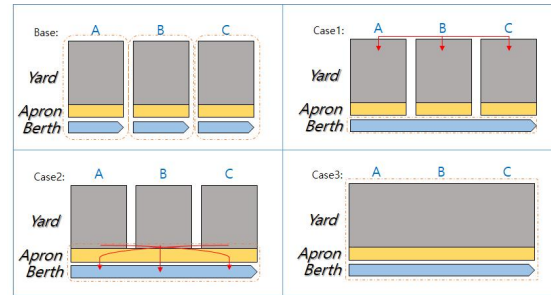 Base: A B C
Yard
Apron
Berth
Case1: A B C
Yard
Apron
Berth
Case2: A B C
Yard
Apron
Berth
Case3: A B C
Yard
Apron
Berth